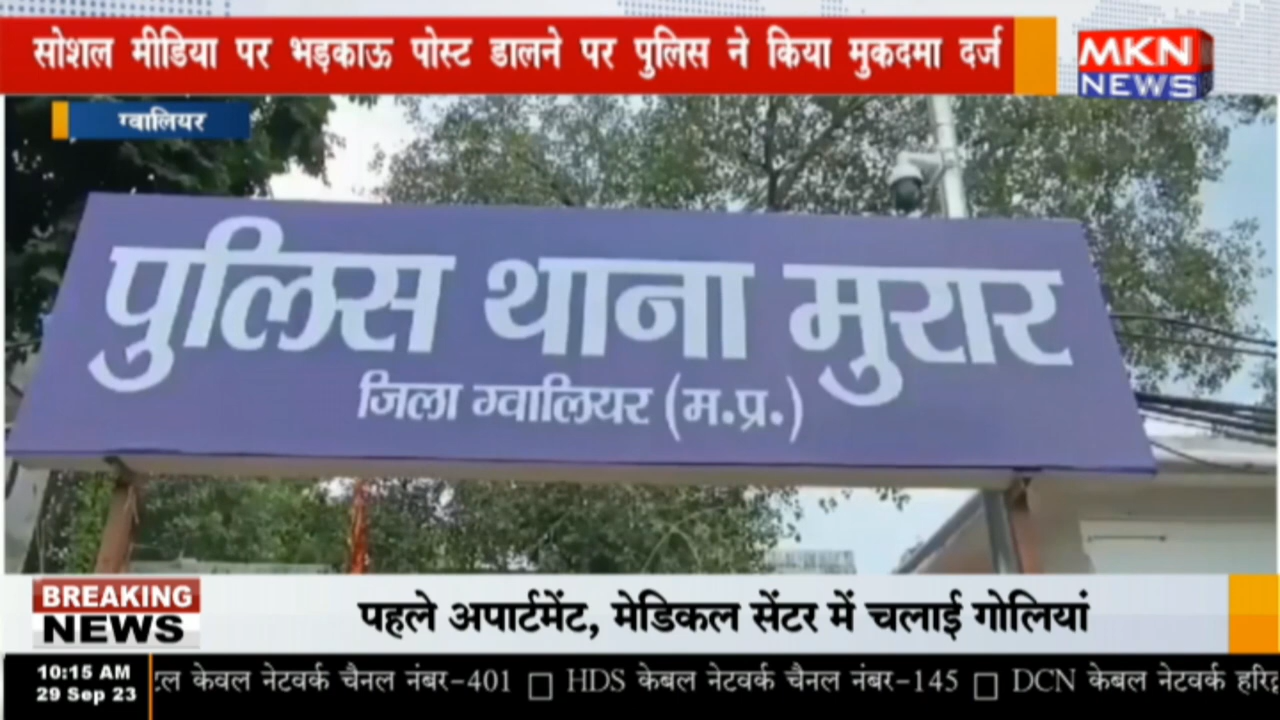 सोशल मीडिया पर भड़काऊ पोस्ट डालने पर पुलिस ने किया मुकदमा दर्ज
MKN
NEWS
ग्वालियर
पुलिस थाना मुरार
जिला ग्वालियर (म.प्र.)
BREAKING
NEWS
पहले अपार्टमेंट, मेडिकल सेंटर में चलाई गोलियां
10:15 AM
29 Sep 23
केवल नेटवर्क चैनल नंबर-401 □ HDS केबल नेटवर्क चैनल नंबर-145 □ DCN केबल नेटवर्क